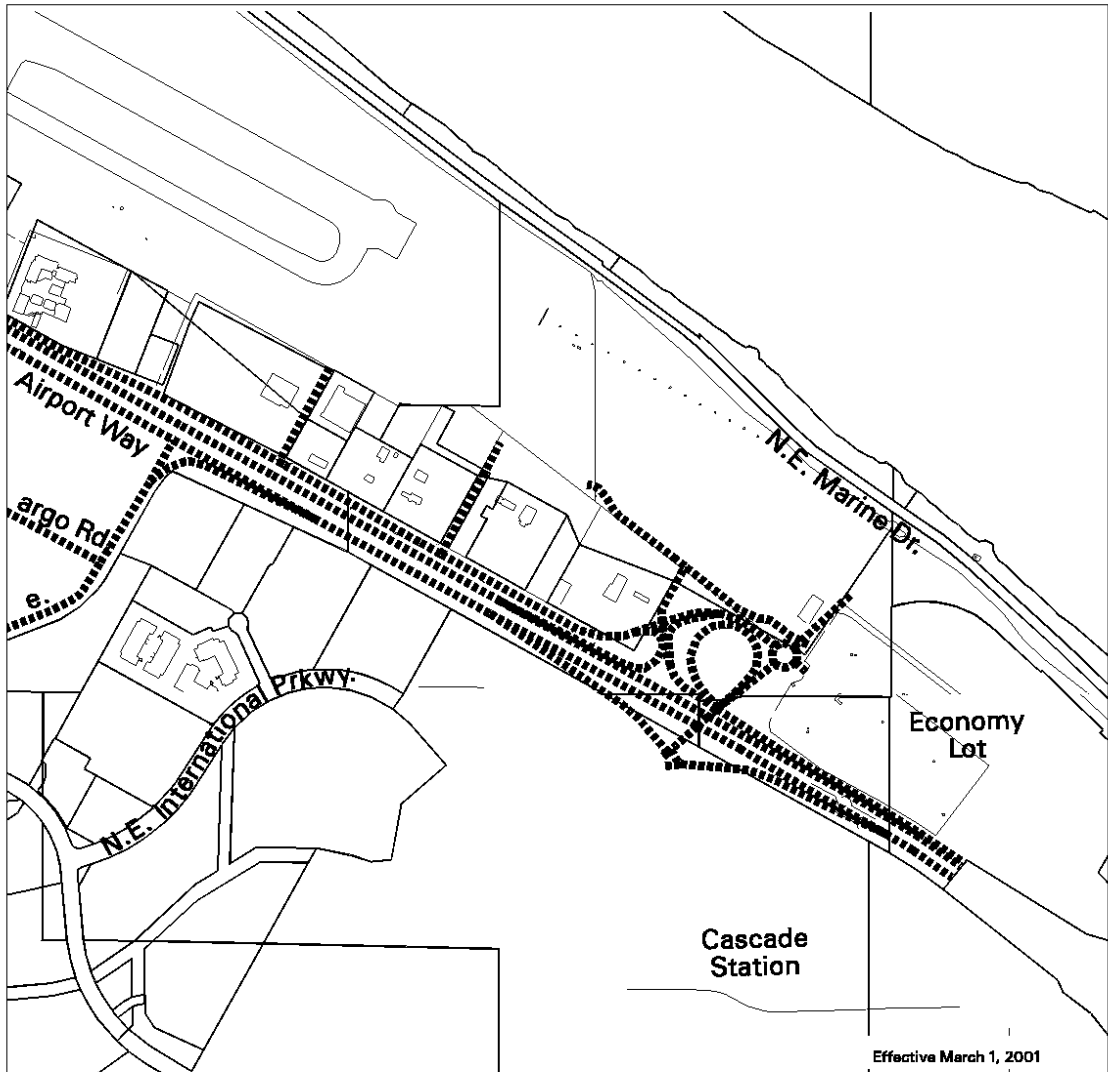 Airport Way
argo Rd.
e.
N.E. Marine Dr.
N.E. International Prkwy.
Economy
Lot
Cascade
Station
Effective March 1, 2001